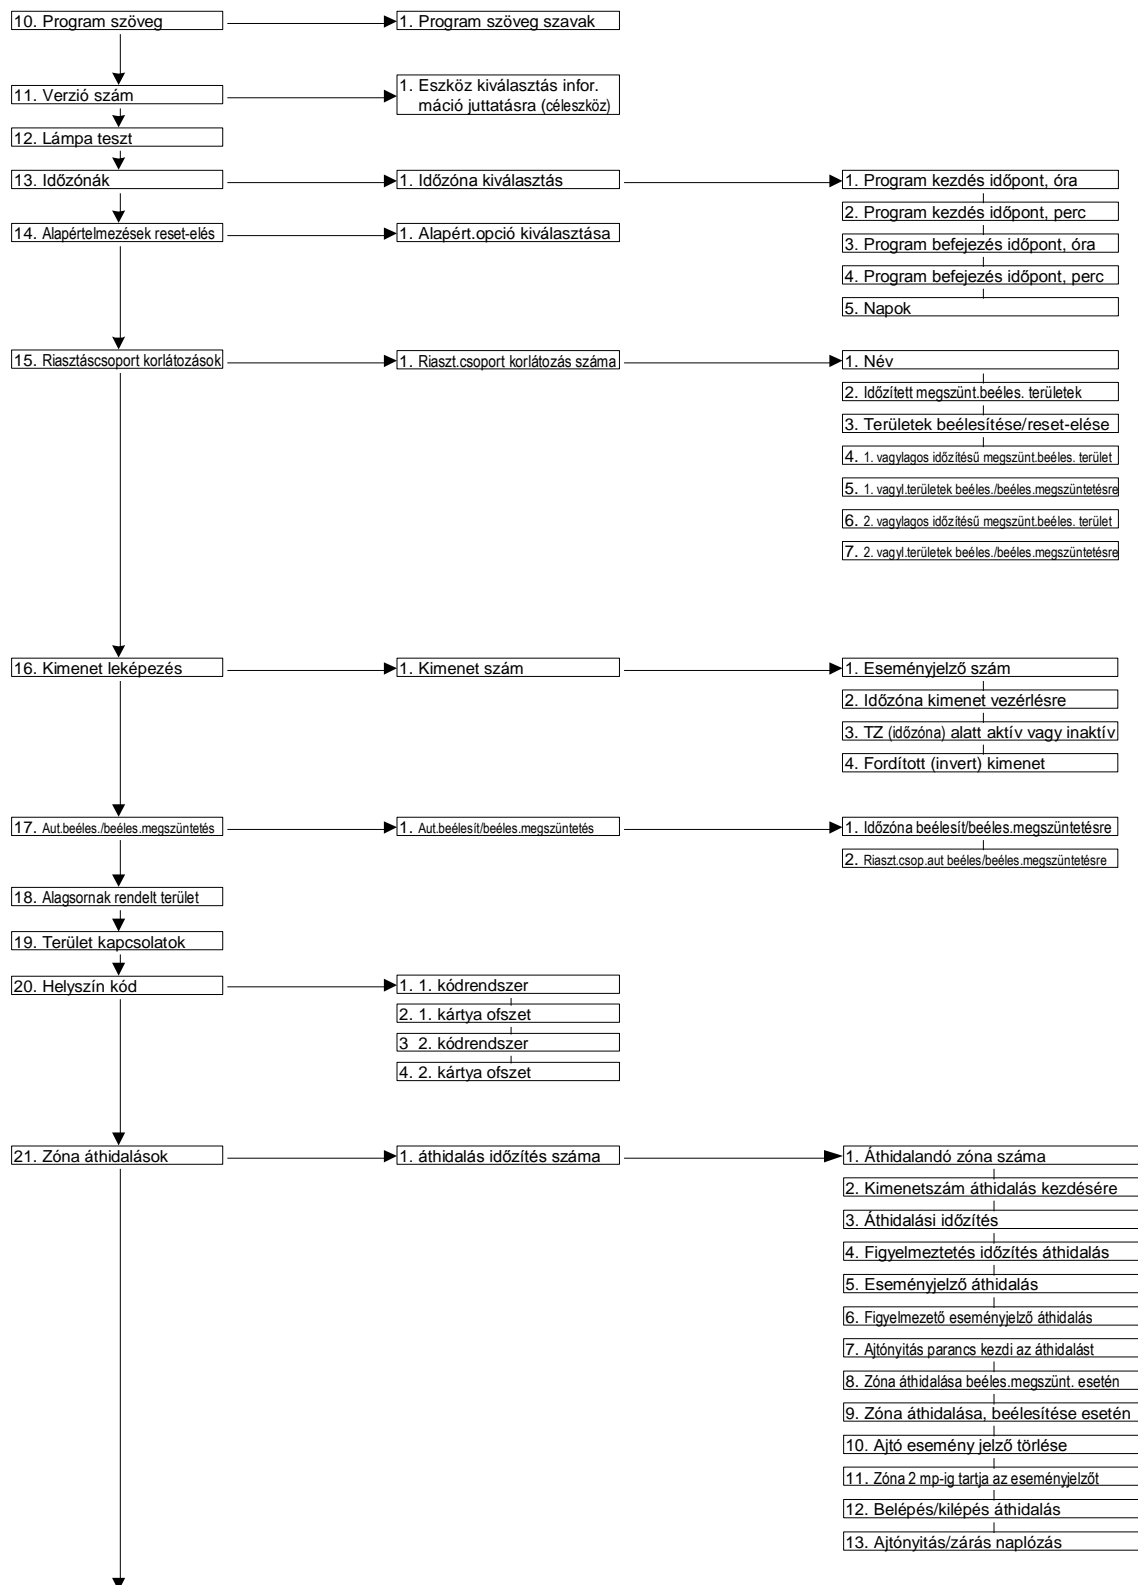 10. Program szöveg
1. Program szöveg szavak
11. Verzió szám
1. Eszköz kiválasztás infor.
máció juttatásra (céleszköz)
12. Lámpa teszt
13. Időzónák
1. Időzóna kiválasztás
1. Program kezdés időpont, óra
2. Program kezdés időpont, perc
14. Alapértelmezések reset-elés
1. Alapért.opció kiválasztása
3. Program befejezés időpont, óra
4. Program befejezés időpont, perc
5. Napok
15. Riasztáscsoport korlátozások
1. Riaszt.csoport korlátozás száma
1. Név
2. Időzített megszünt.beéles. területek
3. Területek beélesítése/reset-elése
4. 1. vagylagos időzítésű megszünt.beéles. terület
5. 1. vagyl.területek beéles./beéles.megszüntetésre
6. 2. vagylagos időzítésű megszünt.beéles. terület
7. 2. vagyl.területek beéles./beéles.megszüntetésre
16. Kimenet leképezés
1. Kimenet szám
1. Eseményjelző szám
2. Időzóna kimenet vezérlésre
3. TZ (időzóna) alatt aktív vagy inaktív
4. Fordított (invert) kimenet
17. Aut.beéles./beéles.megszüntetés
1. Aut.beélesít/beéles.megszüntetés
1. Időzóna beélesít/beéles.megszüntetésre
2. Riaszt.csop.aut beéles/beéles.megszüntetésre
18. Alagsornak rendelt terület
19. Terület kapcsolatok
20. Helyszín kód
1. 1. kódrendszer
2. 1. kártya ofszet
3 2. kódrendszer
4. 2. kártya ofszet
21. Zóna áthidalások
1. áthidalás időzítés száma
1. Áthidalandó zóna száma
2. Kimenetszám áthidalás kezdésére
3. Áthidalási időzítés
4. Figyelmeztetés időzítés áthidalás
5. Eseményjelző áthidalás
6. Figyelmezető eseményjelző áthidalás
7. Ajtónyitás parancs kezdi az áthidalást
8. Zóna áthidalása beéles.megszünt. esetén
9. Zóna áthidalása, beélesítése esetén
10. Ajtó esemény jelző törlése
11. Zóna 2 mp-ig tartja az eseményjelzőt
12. Belépés/kilépés áthidalás
13. Ajtónyitás/zárás naplózás